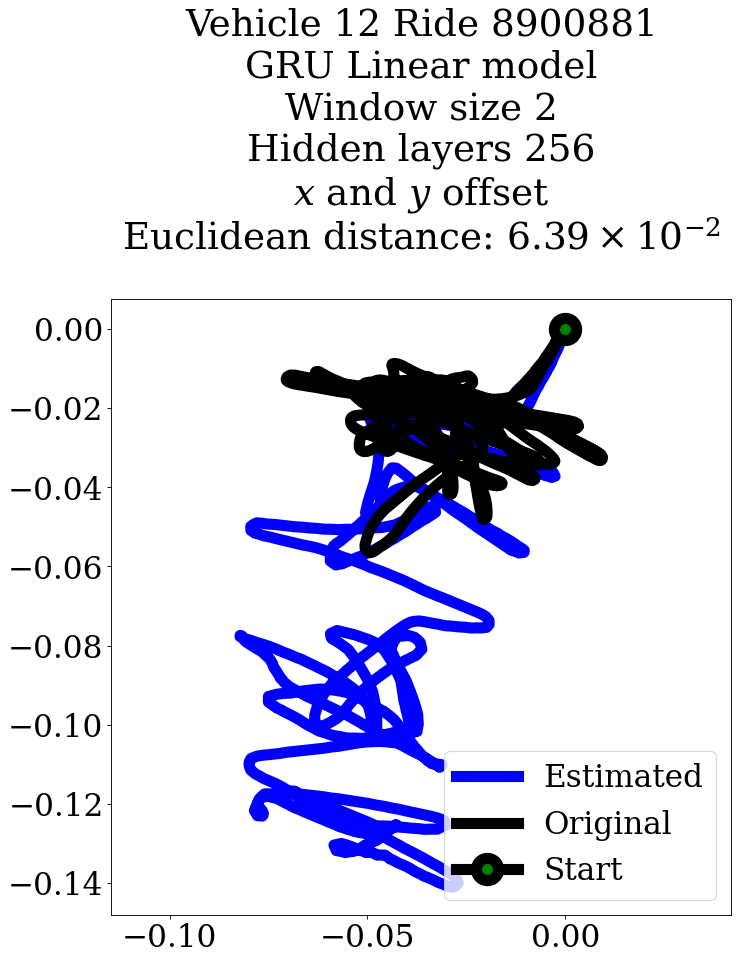 Vehicle 12 Ride 8900881
GRU Linear model
Window size 2
Hidden layers 256
x and y offset
Euclidean distance: 6.39 × 10⁻²
0.00
−0.02
−0.04
−0.06
−0.08
−0.10
−0.12
−0.14
Estimated
Original
Start
−0.10
−0.05
0.00